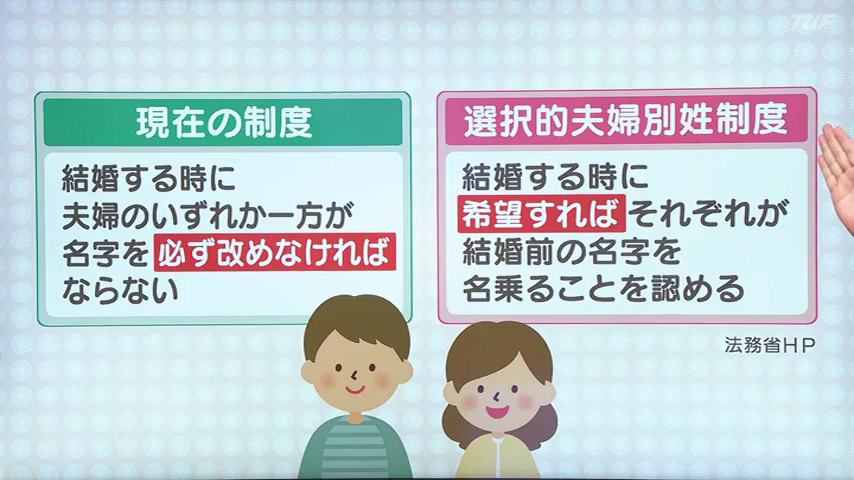 TUF
現在の制度
結婚する時に
夫婦のいずれか一方が
名字を必ず改めなければ
ならない
選択的夫婦別姓制度
結婚する時に
希望すればそれぞれが
結婚前の名字を
名乗ることを認める
法務省HP